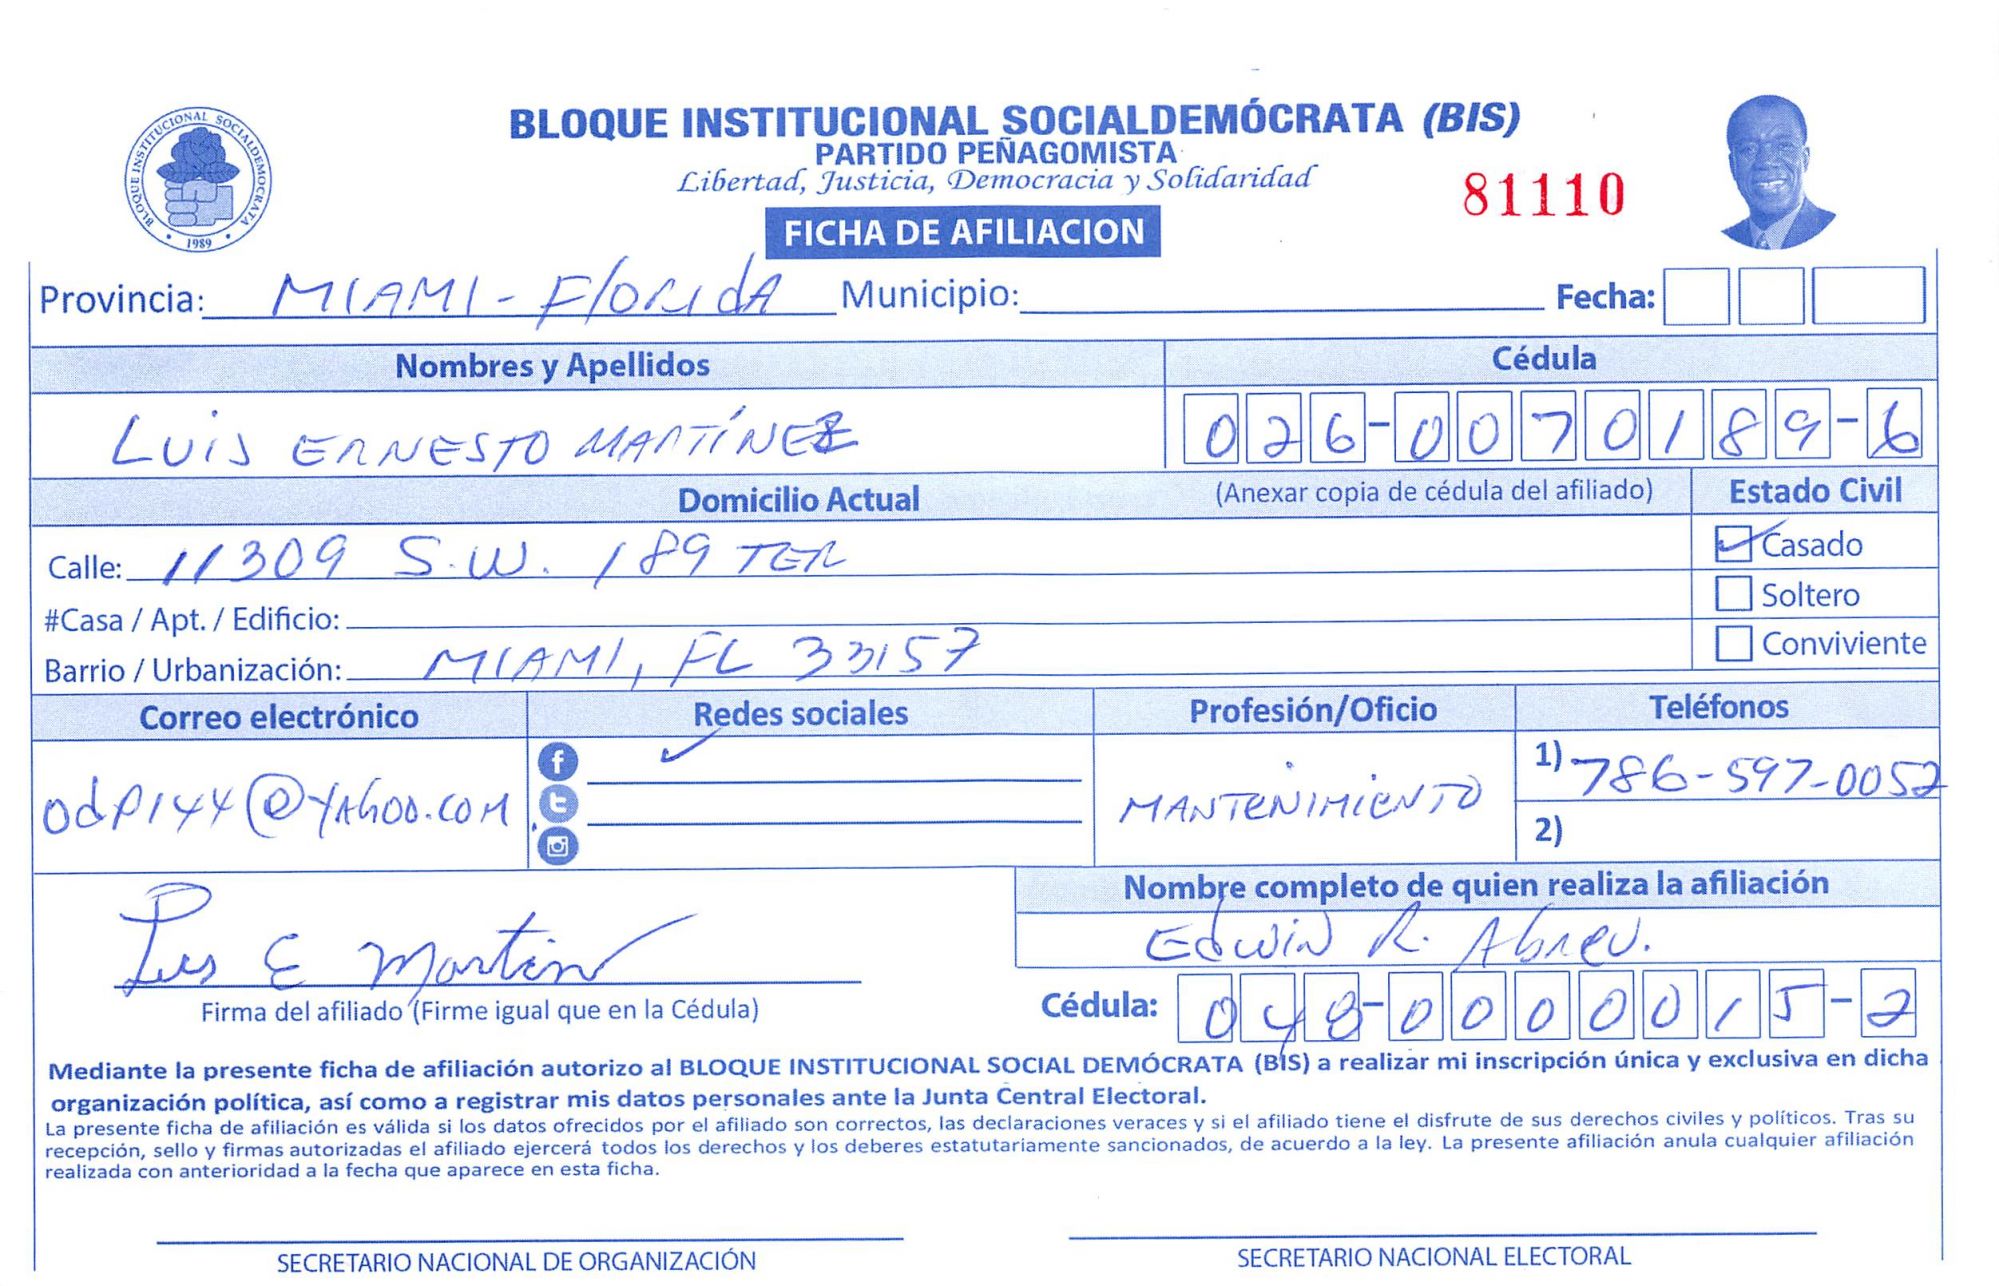 BLOQUE INSTITUCIONAL SOCIALDEMOCRATA
1989
BLOQUE INSTITUCIONAL SOCIALDEMÓCRATA (BIS)
PARTIDO PEÑAGOMISTA
Libertad, Justicia, Democracia y Solidaridad
81110
FICHA DE AFILIACION
Provincia: MIAMI - FloRIdA Municipio: Fecha:
Nombres y Apellidos Cédula
LUIS ERNESTO MARTÍNEZ 026-0070189-6
Domicilio Actual (Anexar copia de cédula del afiliado) Estado Civil
Calle: 11309 S.W. 189 TER Casado
#Casa / Apt. / Edificio: Soltero
Barrio / Urbanización: MIAMI, FL 33157 Conviviente
Correo electrónico Redes sociales Profesión/Oficio Teléfonos
odp144@yAhoo.com MANTENIMIENTO 1) 786-597-0052
2)
Nombre completo de quien realiza la afiliación
Luis E Martin Edwin R. Abreu.
Firma del afiliado (Firme igual que en la Cédula) Cédula: 048-0000015-2
Mediante la presente ficha de afiliación autorizo al BLOQUE INSTITUCIONAL SOCIAL DEMÓCRATA (BIS) a realizar mi inscripción única y exclusiva en dicha
organización política, así como a registrar mis datos personales ante la Junta Central Electoral.
La presente ficha de afiliación es válida si los datos ofrecidos por el afiliado son correctos, las declaraciones veraces y si el afiliado tiene el disfrute de sus derechos civiles y políticos. Tras su
recepción, sello y firmas autorizadas el afiliado ejercerá todos los derechos y los deberes estatutariamente sancionados, de acuerdo a la ley. La presente afiliación anula cualquier afiliación
realizada con anterioridad a la fecha que aparece en esta ficha.
SECRETARIO NACIONAL DE ORGANIZACIÓN SECRETARIO NACIONAL ELECTORAL